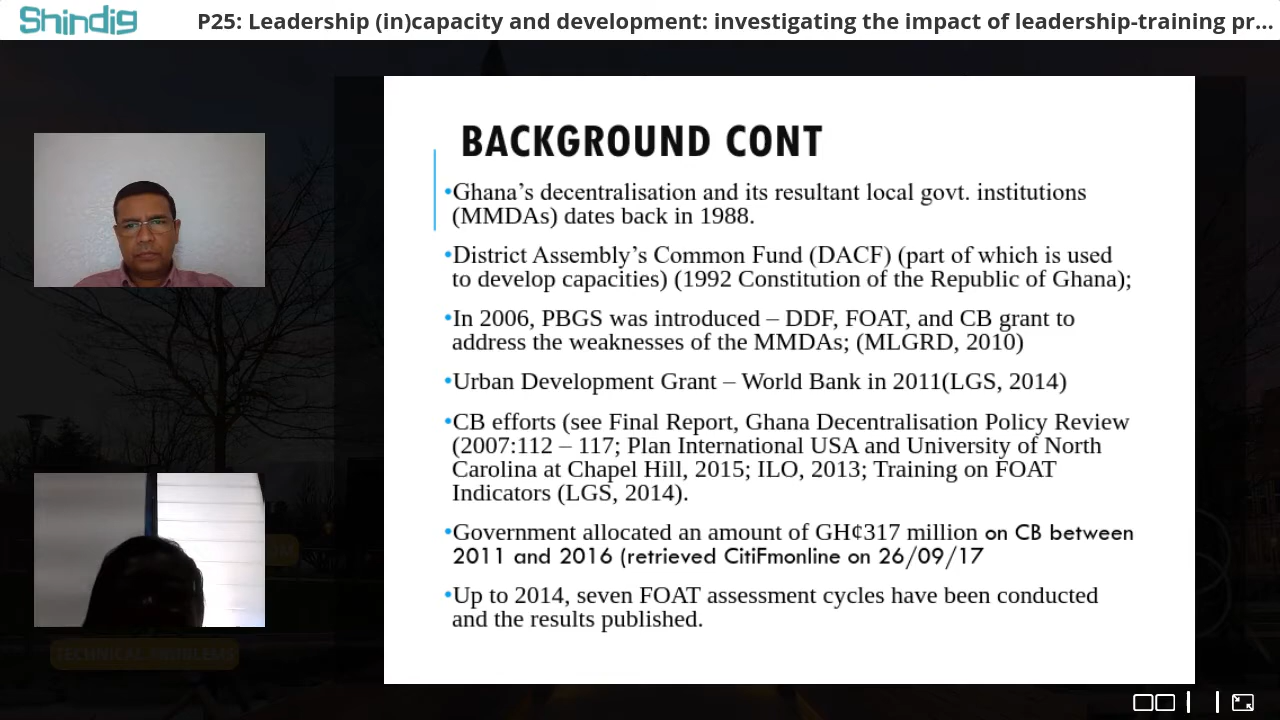 Shindig
P25: Leadership (in)capacity and development: investigating the impact of leadership-training pr...
BACKGROUND CONT
•Ghana's decentralisation and its resultant local govt. institutions
(MMDAs) dates back in 1988.
•District Assembly's Common Fund (DACF) (part of which is used
to develop capacities) (1992 Constitution of the Republic of Ghana);
•In 2006, PBGS was introduced – DDF, FOAT, and CB grant to
address the weaknesses of the MMDAs; (MLGRD, 2010)
•Urban Development Grant – World Bank in 2011(LGS, 2014)
•CB efforts (see Final Report, Ghana Decentralisation Policy Review
(2007:112 – 117; Plan International USA and University of North
Carolina at Chapel Hill, 2015; ILO, 2013; Training on FOAT
Indicators (LGS, 2014).
•Government allocated an amount of GH¢317 million on CB between
2011 and 2016 (retrieved CitiFmonline on 26/09/17
•Up to 2014, seven FOAT assessment cycles have been conducted
and the results published.
TECHNICAL PROBLEMS